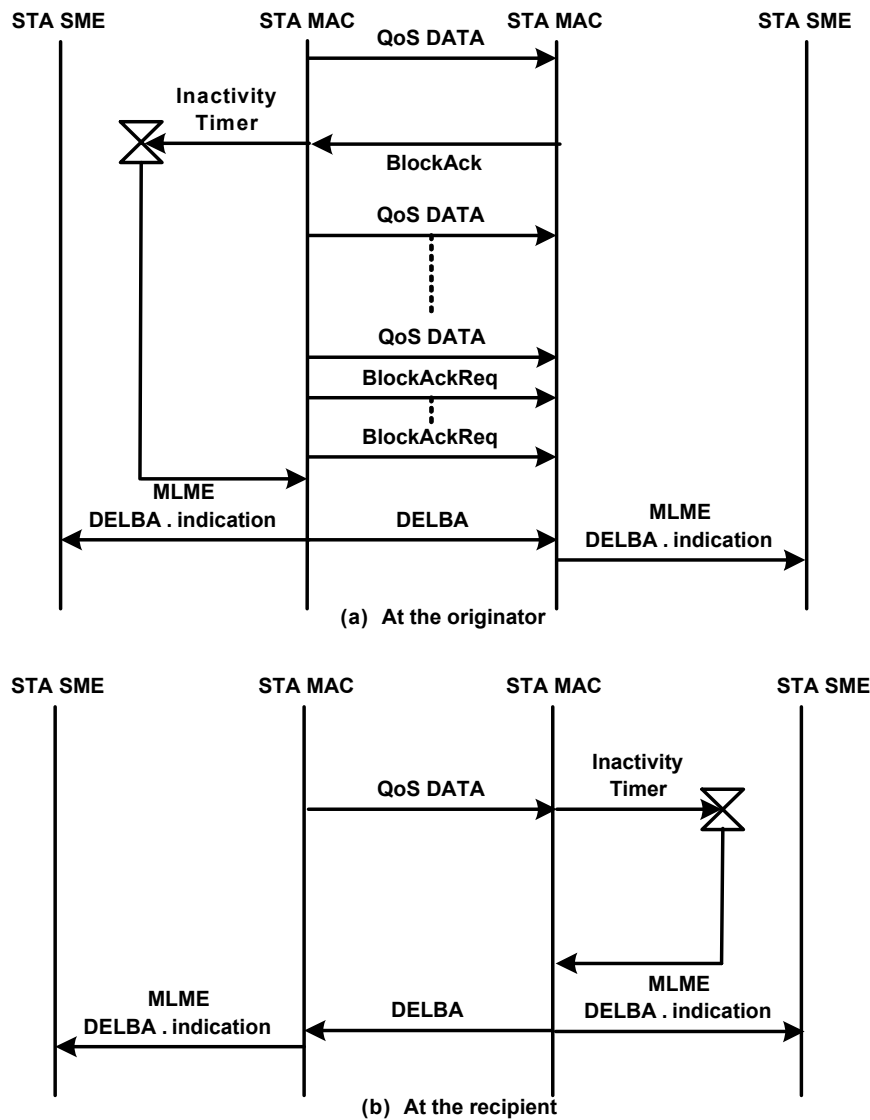 STA SME STA MAC STA MAC STA SME
QoS DATA
Inactivity
Timer
BlockAck
QoS DATA
QoS DATA
BlockAckReq
BlockAckReq
MLME
DELBA . indication
DELBA
MLME
DELBA . indication
(a) At the originator
STA SME STA MAC STA MAC STA SME
QoS DATA
Inactivity
Timer
MLME
DELBA . indication
DELBA
MLME
DELBA . indication
(b) At the recipient